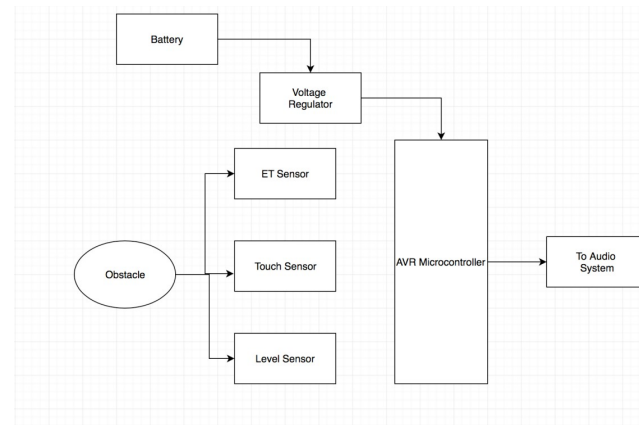 Battery
Voltage
Regulator
ET Sensor
Obstacle
Touch Sensor
AVR Microcontroller
To Audio
System
Level Sensor